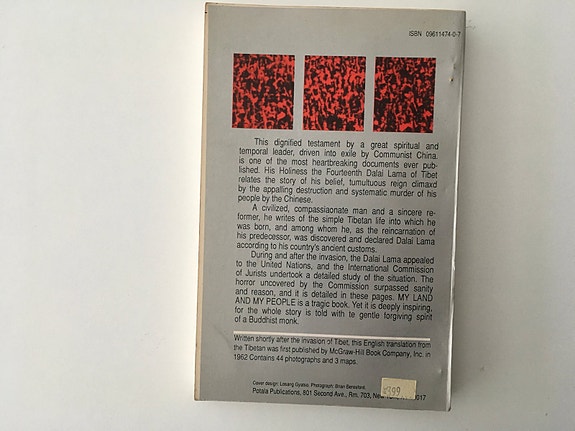 ISBN 09611474-0-7
This dignified testament by a great spiritual and
temporal leader, driven into exile by Communist China.
is one of the most heartbreaking documents ever pub-
lished. His Holiness the Fourteenth Dalai Lama of Tibet
relates the story of his belief, tumultuous reign climaxd
by the appalling destruction and systematic murder of his
people by the Chinese.
A civilized, compassiaonate man and a sincere re-
former, he writes of the simple Tibetan life into which he
was born, and among whom he, as the reincarnation of
his predecessor, was discovered and declared Dalai Lama
according to his country's ancient customs.
During and after the invasion, the Dalai Lama appealed
to the United Nations, and the International Commission
of Jurists undertook a detailed study of the situation. The
horror uncovered by the Commission surpassed sanity
and reason, and it is detailed in these pages. MY LAND
AND MY PEOPLE is a tragic book. Yet it is deeply inspiring,
for the whole story is told with te gentle forgiving spirit
of a Buddhist monk.
Written shortly after the invasion of Tibet, this English translation from
the Tibetan was first published by McGraw-Hill Book Company, Inc. in
1962 Contains 44 photographs and 3 maps.
Cover design: Losang Gyatso. Photograph: Brian Beresford.
Potala Publications, 801 Second Ave., Rm. 703, New 017
399